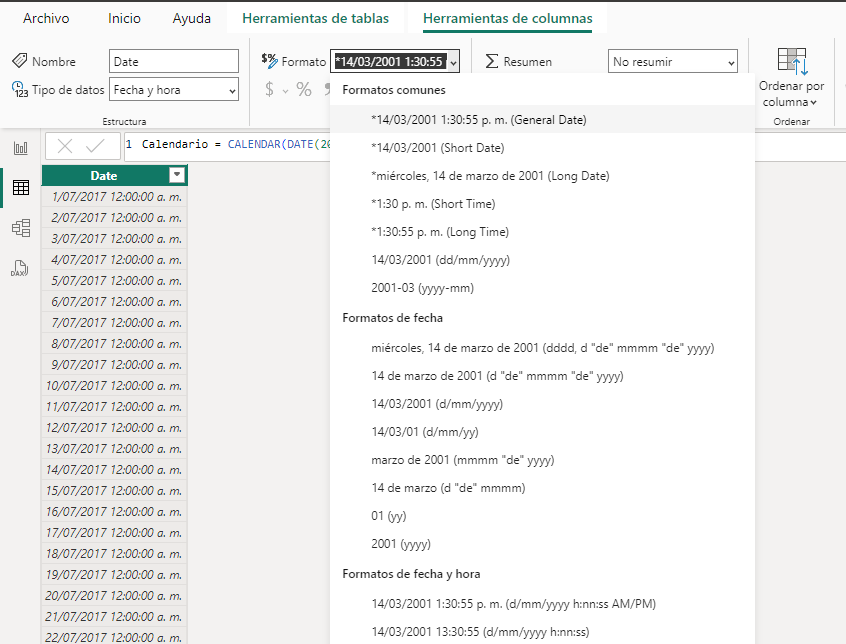 Archivo Inicio Ayuda Herramientas de tablas Herramientas de columnas
Nombre Date $% Formato *14/03/2001 1:30:55 Resumen No resumir
Tipo de datos Fecha y hora $ % Ordenar por
columna
Estructura Ordenar
Formatos comunes
*14/03/2001 1:30:55 p. m. (General Date)
*14/03/2001 (Short Date)
*miércoles, 14 de marzo de 2001 (Long Date)
*1:30 p. m. (Short Time)
*1:30:55 p. m. (Long Time)
14/03/2001 (dd/mm/yyyy)
2001-03 (yyyy-mm)
Formatos de fecha
miércoles, 14 de marzo de 2001 (dddd, d "de" mmmm "de" yyyy)
14 de marzo de 2001 (d "de" mmmm "de" yyyy)
14/03/2001 (d/mm/yyyy)
14/03/01 (d/mm/yy)
marzo de 2001 (mmmm "de" yyyy)
14 de marzo (d "de" mmmm)
01 (yy)
2001 (yyyy)
Formatos de fecha y hora
14/03/2001 1:30:55 p. m. (d/mm/yyyy h:nn:ss AM/PM)
14/03/2001 13:30:55 (d/mm/yyyy h:nn:ss)
1 Calendario = CALENDAR(DATE(20
Date
1/07/2017 12:00:00 a. m.
2/07/2017 12:00:00 a. m.
3/07/2017 12:00:00 a. m.
4/07/2017 12:00:00 a. m.
5/07/2017 12:00:00 a. m.
6/07/2017 12:00:00 a. m.
7/07/2017 12:00:00 a. m.
8/07/2017 12:00:00 a. m.
9/07/2017 12:00:00 a. m.
10/07/2017 12:00:00 a. m.
11/07/2017 12:00:00 a. m.
12/07/2017 12:00:00 a. m.
13/07/2017 12:00:00 a. m.
14/07/2017 12:00:00 a. m.
15/07/2017 12:00:00 a. m.
16/07/2017 12:00:00 a. m.
17/07/2017 12:00:00 a. m.
18/07/2017 12:00:00 a. m.
19/07/2017 12:00:00 a. m.
20/07/2017 12:00:00 a. m.
21/07/2017 12:00:00 a. m.
22/07/2017 12:00:00 a. m.
DAX